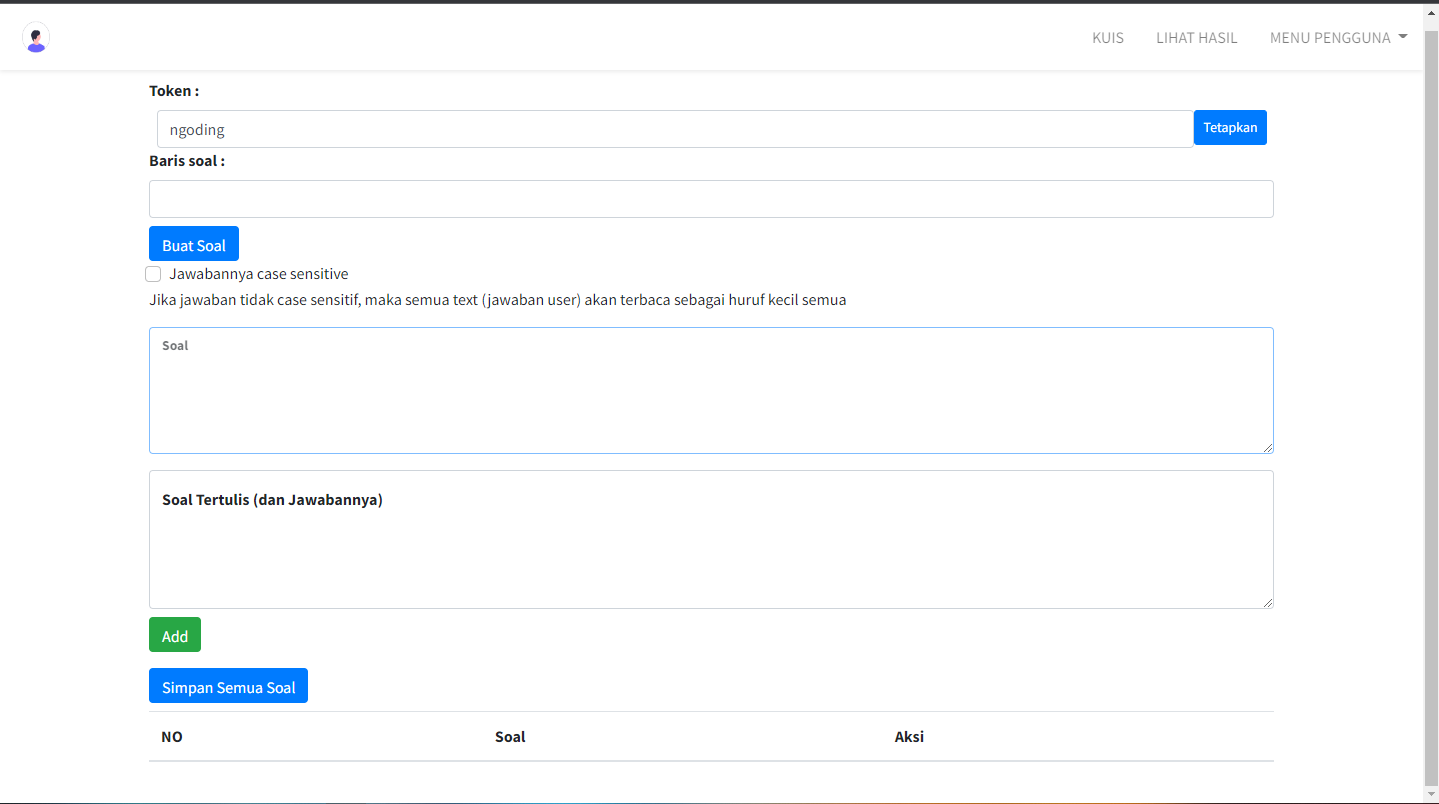 KUIS LIHAT HASIL MENU PENGGUNA
Token :
ngoding Tetapkan
Baris soal :
Buat Soal
Jawabannya case sensitive
Jika jawaban tidak case sensitif, maka semua text (jawaban user) akan terbaca sebagai huruf kecil semua
Soal
Soal Tertulis (dan Jawabannya)
Add
Simpan Semua Soal
NO Soal Aksi